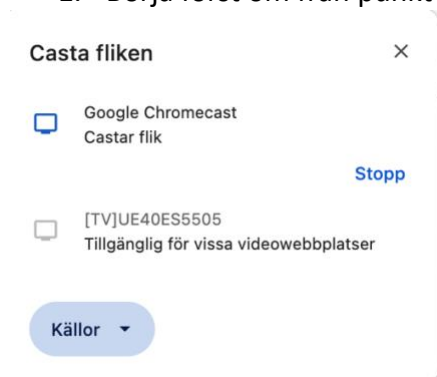 Casta fliken
Google Chromecast
Castar flik
Stopp
[TV]UE40ES5505
Tillgänglig för vissa videowebbplatser
Källor